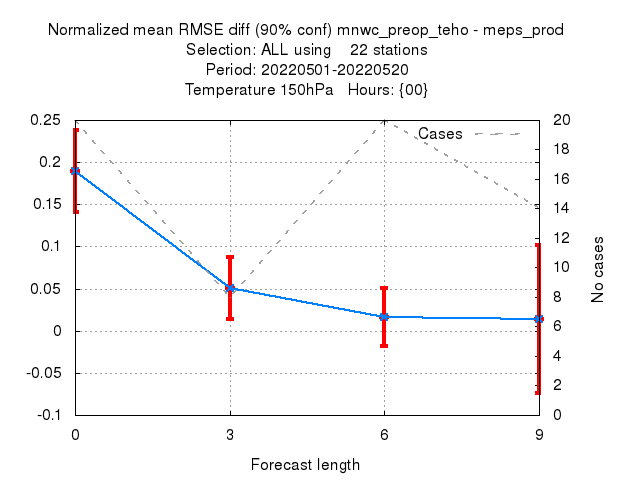 Normalized mean RMSE diff (90% conf) mnwc_preop_teho - meps_prod
Selection: ALL using    22 stations
Period: 20220501-20220520
Temperature 150hPa   Hours: {00}
Cases
0.25
0.2
0.15
0.1
0.05
0
-0.05
-0.1
20
18
16
14
12
10
8
6
4
2
0
No cases
0 3 6 9
Forecast length